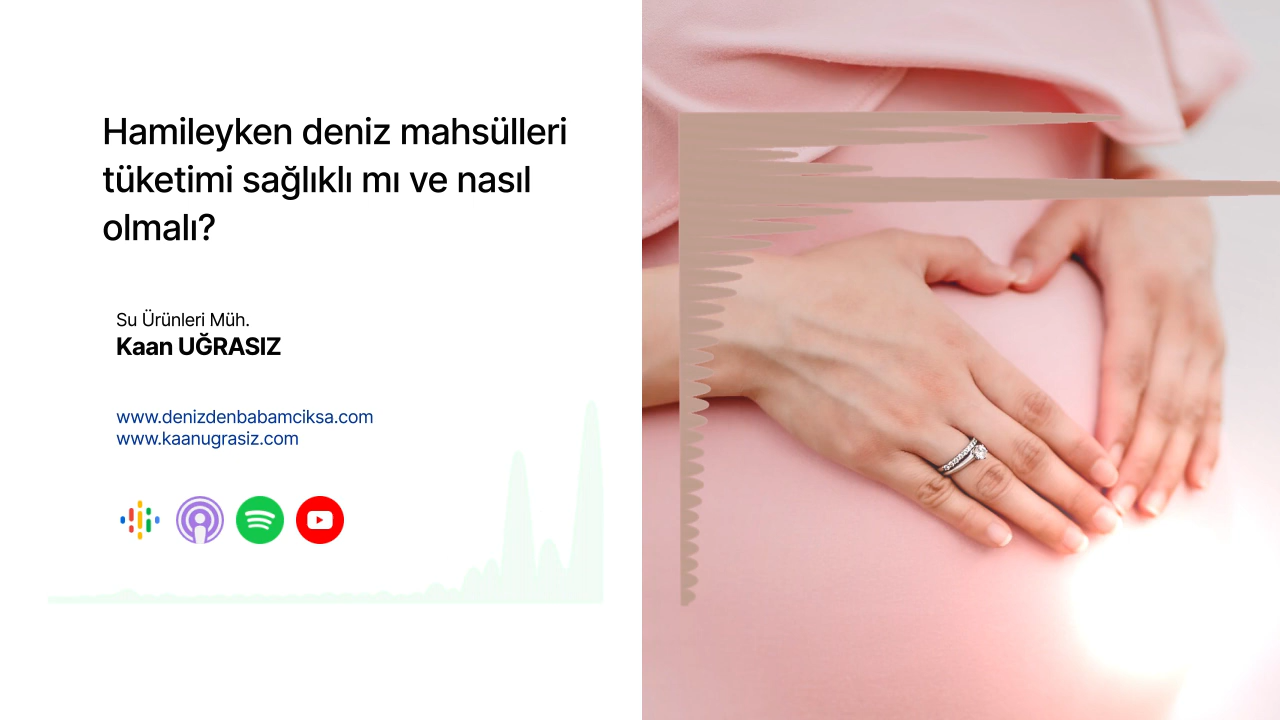 Hamileyken deniz mahsülleri
tüketimi sağlıklı mı ve nasıl
olmalı?
Su Ürünleri Müh.
Kaan UĞRASIZ
www.denizdenbabamciksa.com
www.kaanugrasiz.com